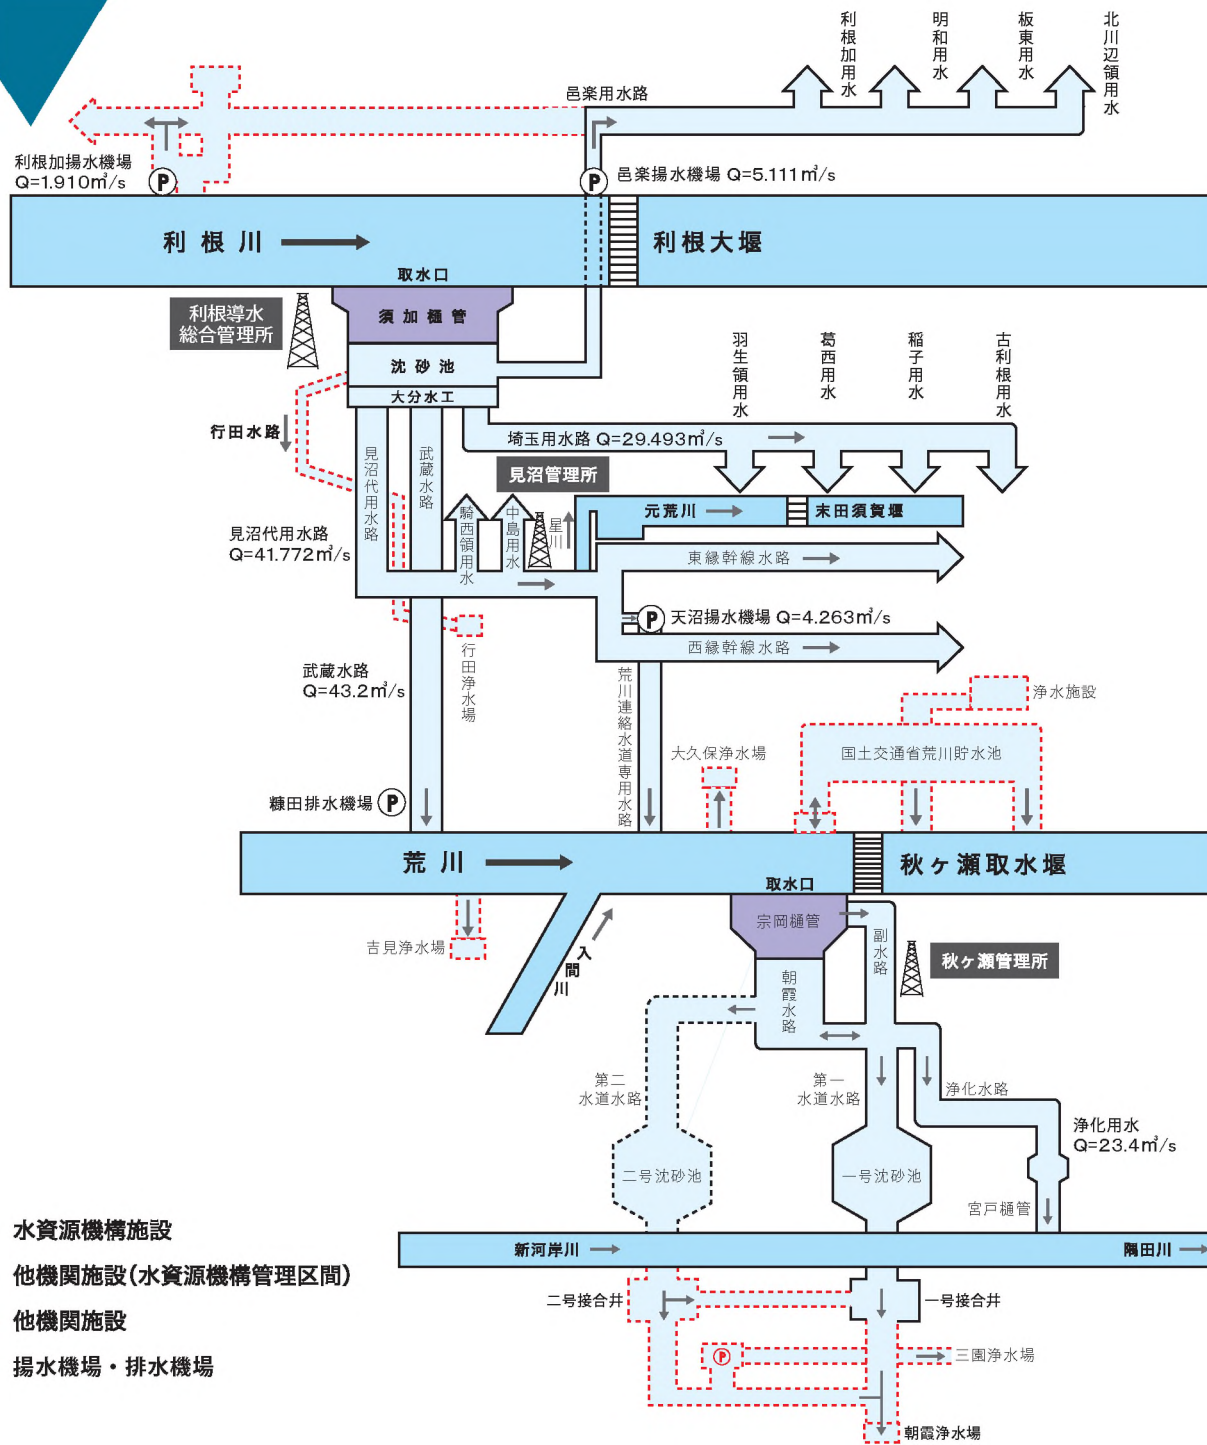 利根加用水
明和用水
板東用水
北川辺領用水
邑楽用水路
利根加揚水機場
Q=1.910㎥/s
P
P
邑楽揚水機場 Q=5.111㎥/s
利根川
利根大堰
取水口
利根導水
総合管理所
須加樋管
沈砂池
大分水工
羽生領用水
葛西用水
稲子用水
古利根用水
行田水路
埼玉用水路 Q=29.493㎥/s
見沼代用水路
武蔵水路
見沼管理所
騎西領用水
中島用水
星川
元荒川
末田須賀堰
見沼代用水路
Q=41.772㎥/s
東縁幹線水路
P
天沼揚水機場 Q=4.263㎥/s
西縁幹線水路
行田浄水場
武蔵水路
Q=43.2㎥/s
荒川連絡水道専用水路
浄水施設
大久保浄水場
国土交通省荒川貯水池
糠田排水機場
P
荒川
秋ヶ瀬取水堰
取水口
宗岡樋管
吉見浄水場
入間川
副水路
秋ヶ瀬管理所
朝霞水路
第二
水道水路
第一
水道水路
浄化水路
浄化用水
Q=23.4㎥/s
二号沈砂池
一号沈砂池
宮戸樋管
水資源機構施設
新河岸川
隅田川
他機関施設(水資源機構管理区間)
二号接合井
一号接合井
他機関施設
P
三園浄水場
揚水機場・排水機場
朝霞浄水場